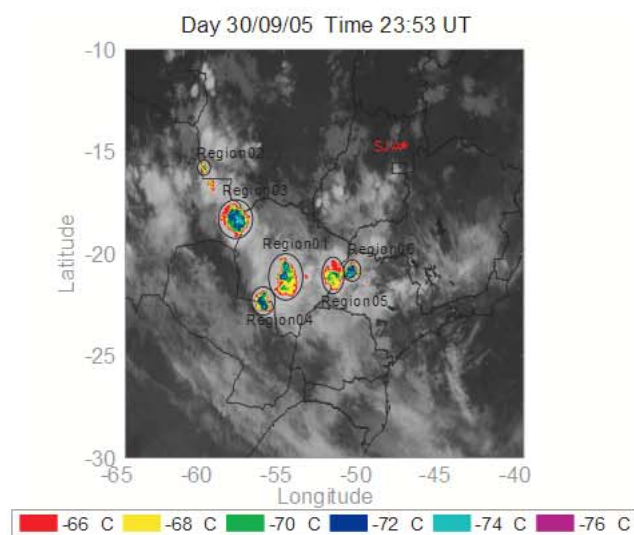 Day 30/09/05 Time 23:53 UT
Latitude
-10
-15
-20
-25
-30
Region02
Region03
Region01
Region06
Region05
Region04
-65 -60 -55 -50 -45 -40
Longitude
-66 C -68 C -70 C -72 C -74 C -76 C